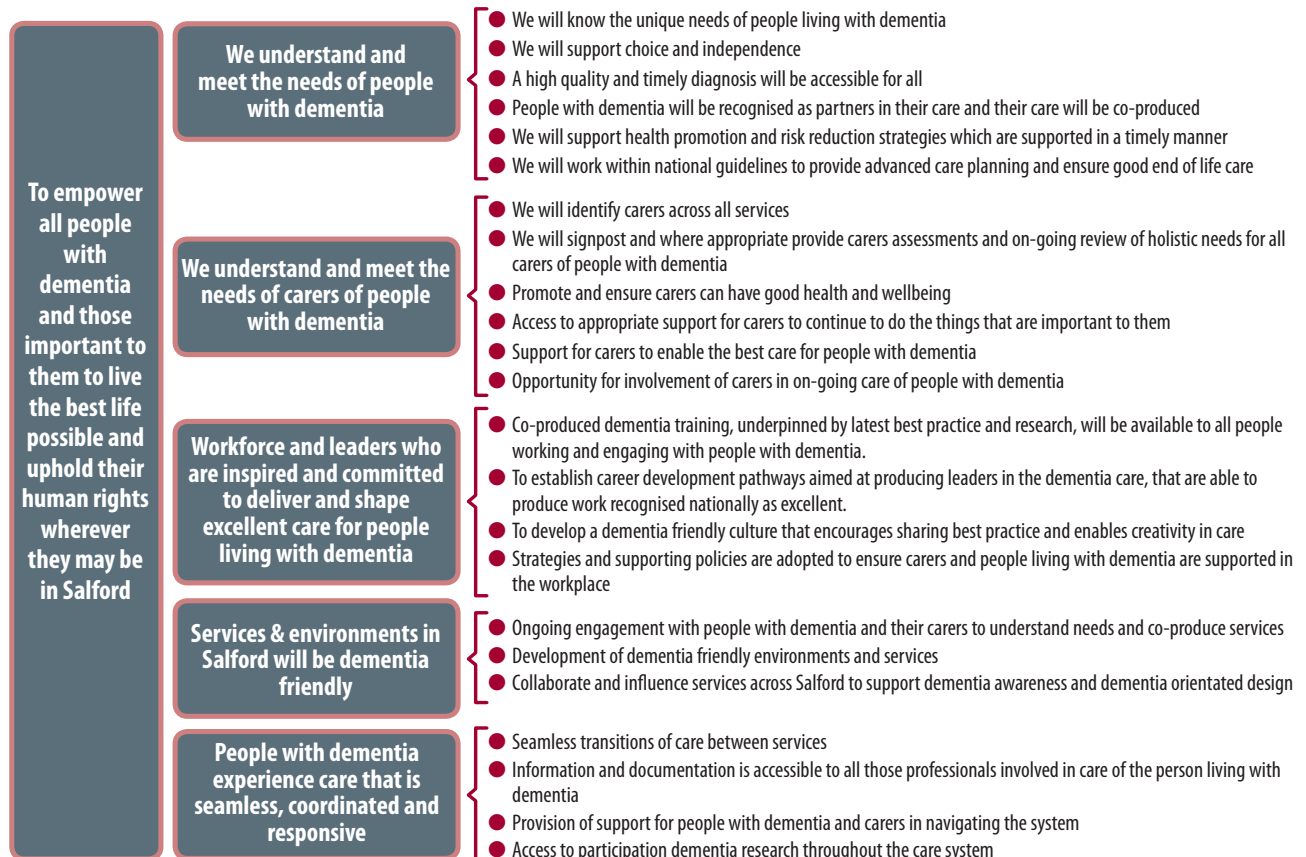 To empower
all people
with
dementia
and those
important to
them to live
the best life
possible and
uphold their
human rights
wherever
they may be
in Salford
We understand and
meet the needs of people
with dementia
● We will know the unique needs of people living with dementia
● We will support choice and independence
● A high quality and timely diagnosis will be accessible for all
● People with dementia will be recognised as partners in their care and their care will be co-produced
● We will support health promotion and risk reduction strategies which are supported in a timely manner
● We will work within national guidelines to provide advanced care planning and ensure good end of life care
We understand and meet the
needs of carers of people
with dementia
● We will identify carers across all services
● We will signpost and where appropriate provide carers assessments and on-going review of holistic needs for all
carers of people with dementia
● Promote and ensure carers can have good health and wellbeing
● Access to appropriate support for carers to continue to do the things that are important to them
● Support for carers to enable the best care for people with dementia
● Opportunity for involvement of carers in on-going care of people with dementia
Workforce and leaders who
are inspired and committed
to deliver and shape
excellent care for people
living with dementia
● Co-produced dementia training, underpinned by latest best practice and research, will be available to all people
working and engaging with people with dementia.
● To establish career development pathways aimed at producing leaders in the dementia care, that are able to
produce work recognised nationally as excellent.
● To develop a dementia friendly culture that encourages sharing best practice and enables creativity in care
● Strategies and supporting policies are adopted to ensure carers and people living with dementia are supported in
the workplace
Services & environments in
Salford will be dementia
friendly
● Ongoing engagement with people with dementia and their carers to understand needs and co-produce services
● Development of dementia friendly environments and services
● Collaborate and influence services across Salford to support dementia awareness and dementia orientated design
People with dementia
experience care that is
seamless, coordinated and
responsive
● Seamless transitions of care between services
● Information and documentation is accessible to all those professionals involved in care of the person living with
dementia
● Provision of support for people with dementia and carers in navigating the system
● Access to participation dementia research throughout the care system